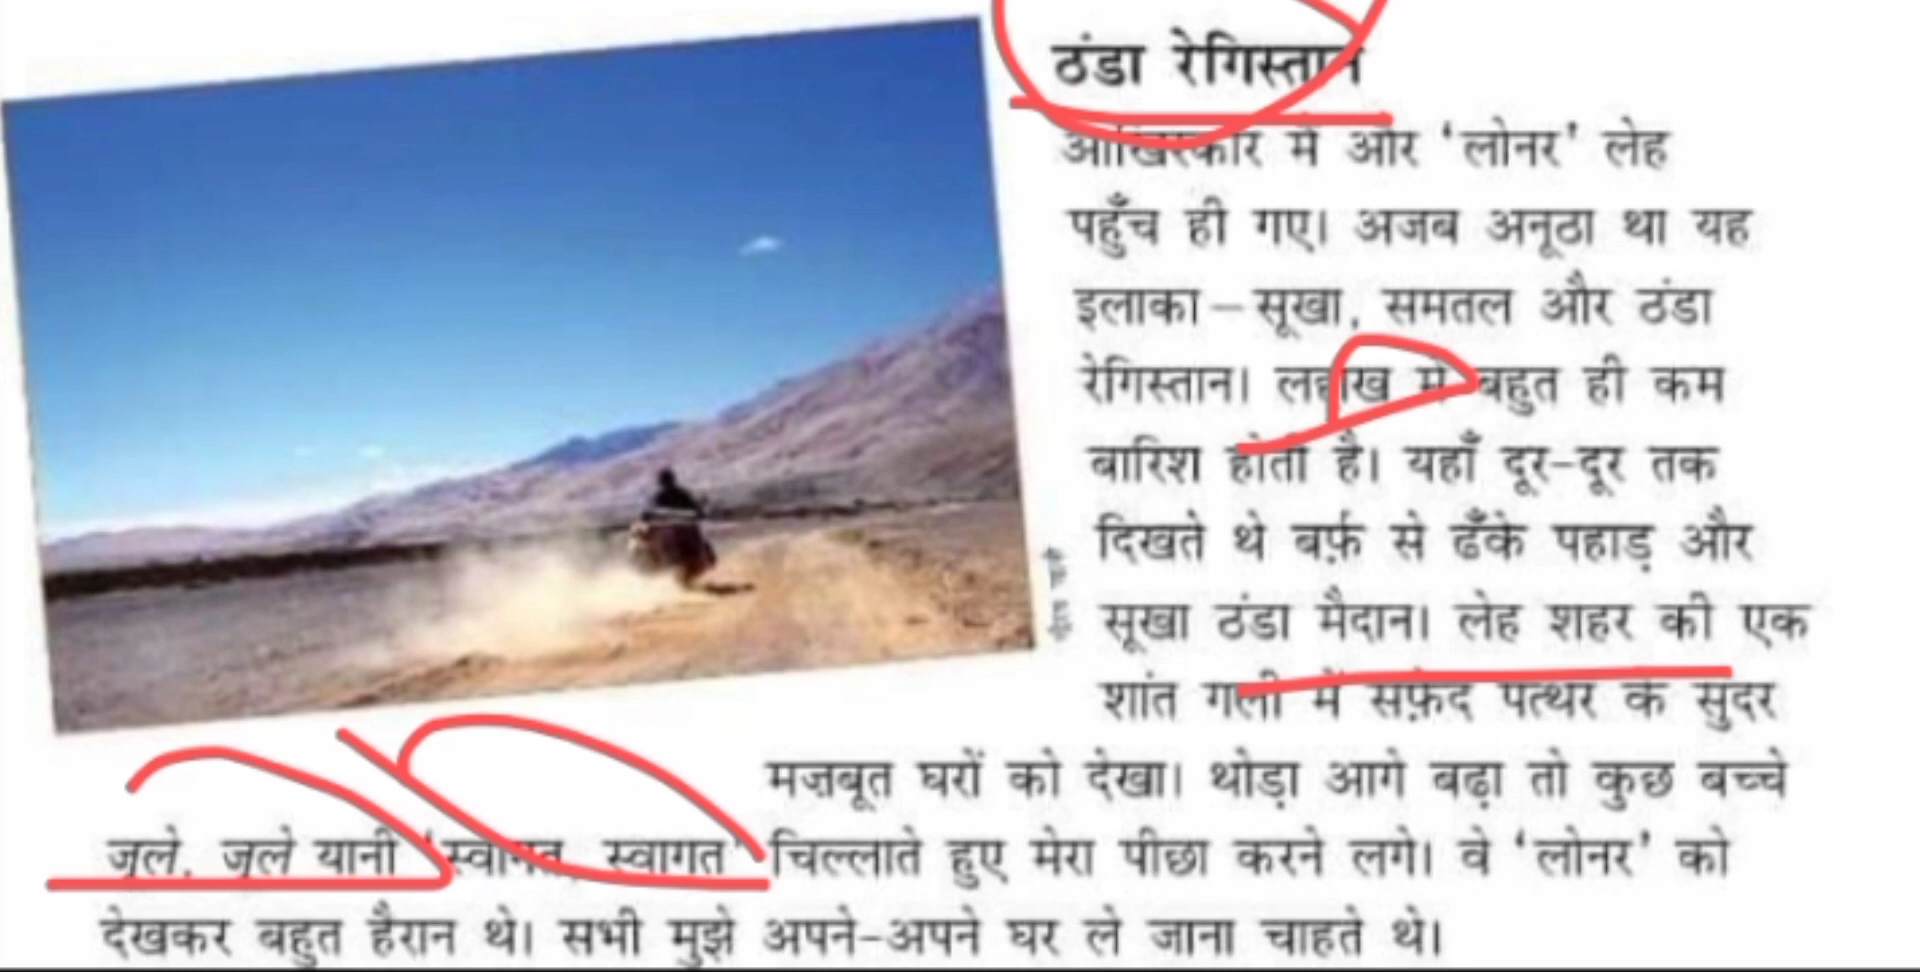 ठंडा रेगिस्तान
आखिरकार मैं और ‘लोनर’ लेह
पहुँच ही गए। अजब अनूठा था यह
इलाका – सूखा, समतल और ठंडा
रेगिस्तान। लद्दाख में बहुत ही कम
बारिश होती है। यहाँ दूर-दूर तक
दिखते थे बर्फ़ से ढँके पहाड़ और
सूखा ठंडा मैदान। लेह शहर की एक
शांत गली में सफ़ेद पत्थर के सुंदर
मज़बूत घरों को देखा। थोड़ा आगे बढ़ा तो कुछ बच्चे
जूले, जूले यानी ‘स्वागत, स्वागत’ चिल्लाते हुए मेरा पीछा करने लगे। वे ‘लोनर’ को
देखकर बहुत हैरान थे। सभी मुझे अपने-अपने घर ले जाना चाहते थे।